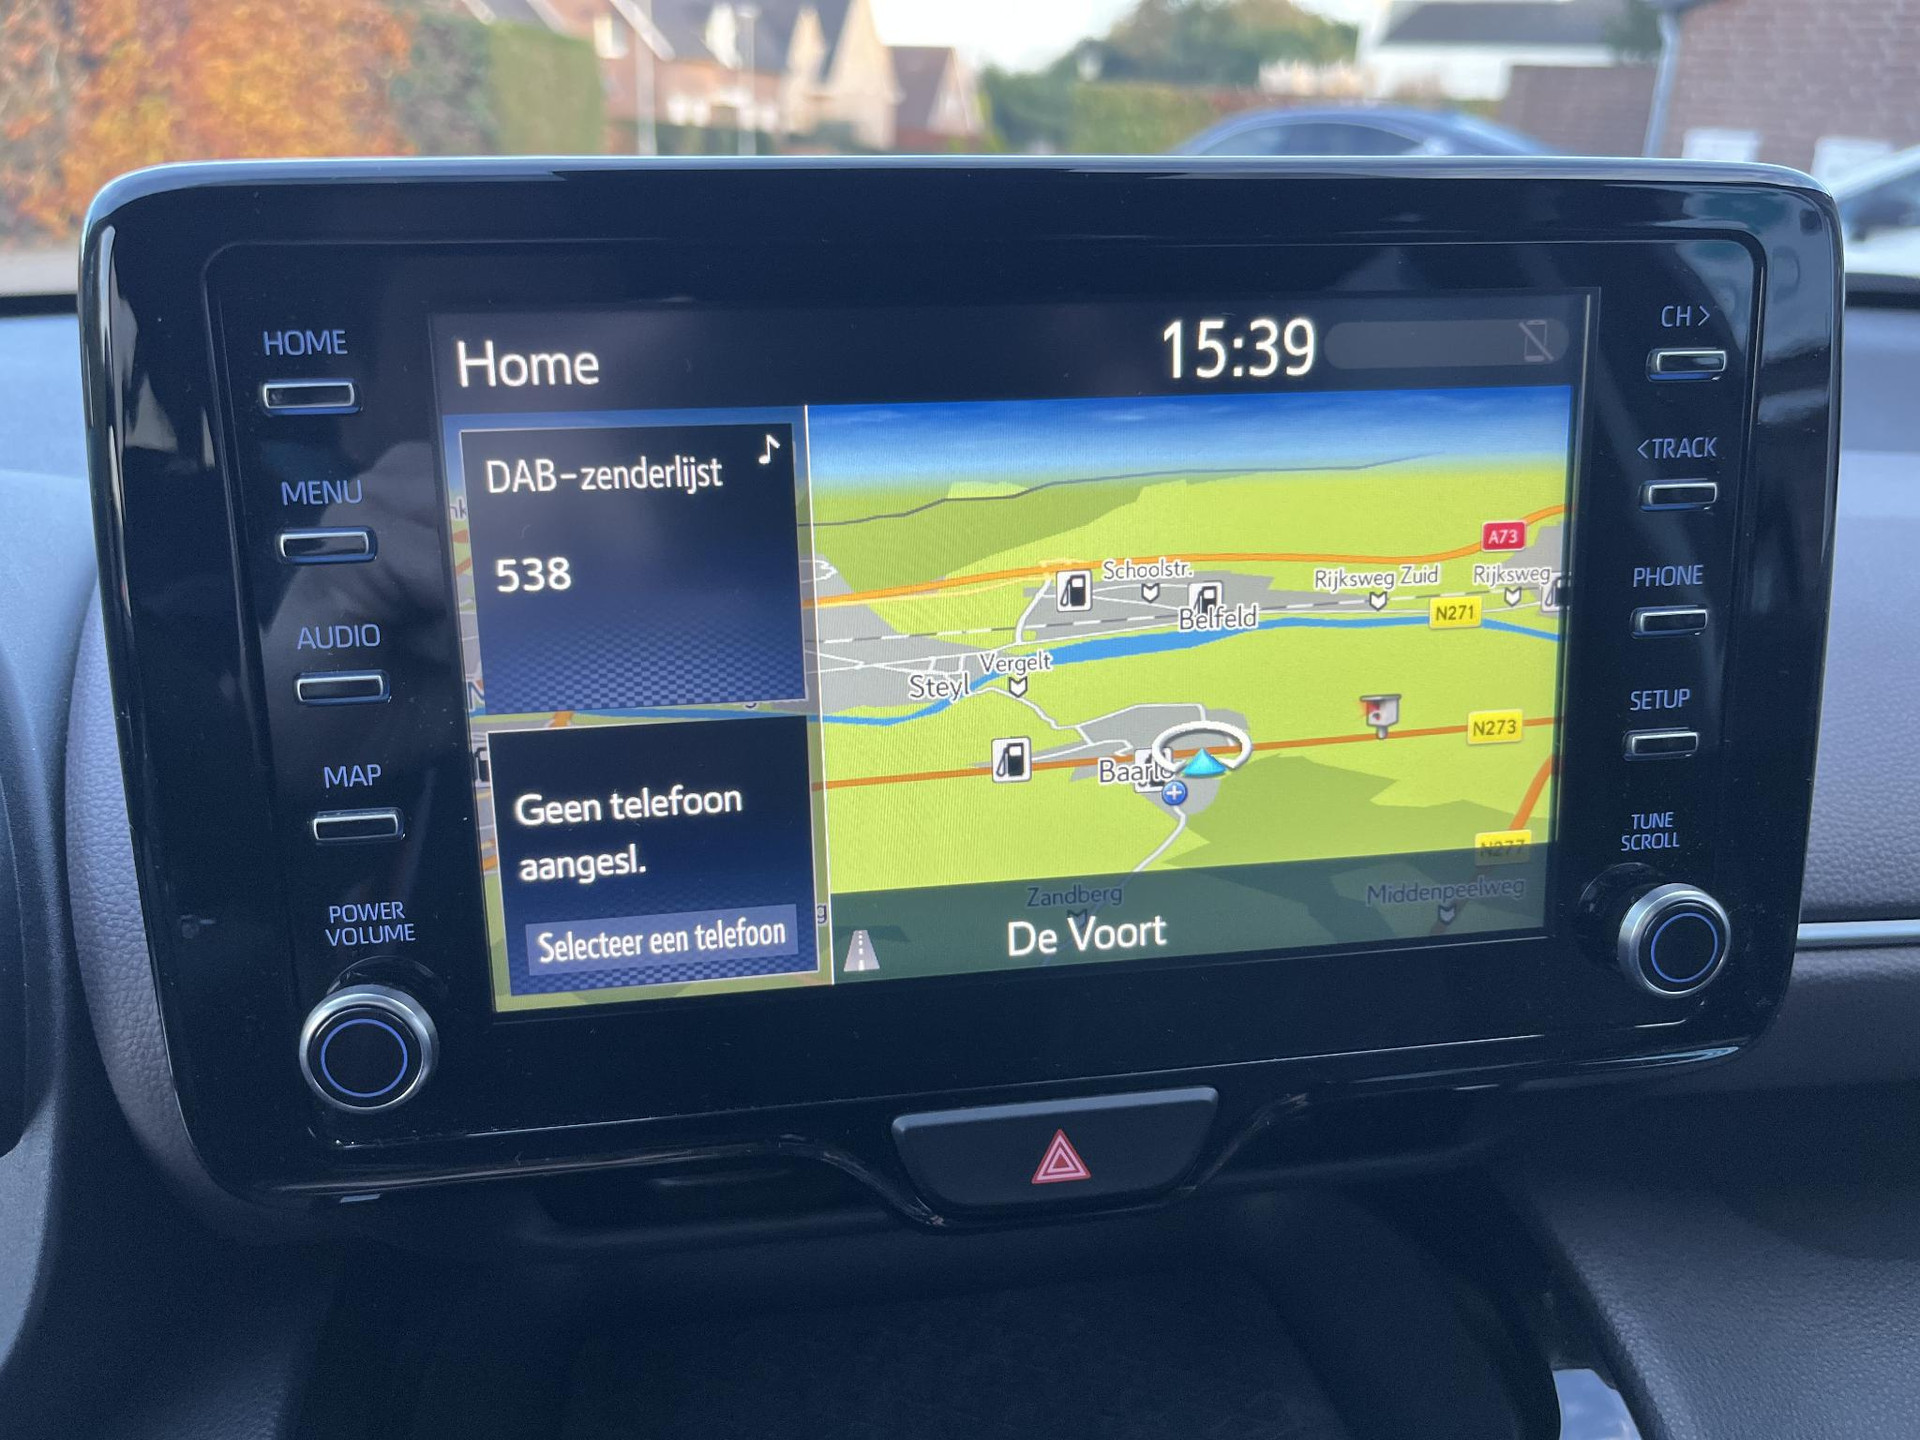 HOME
MENU
AUDIO
MAP
POWER
VOLUME
Home
15:39
DAB-zenderlijst
538
Geen telefoon
aangesl.
Selecteer een telefoon
A73
Schoolstr.
Rijksweg Zuid
Rijksweg
N271
Belfeld
Vergelt
Steyl
N273
Baarlo
N277
Zandberg
Middenpeelweg
De Voort
CH >
<TRACK
PHONE
SETUP
TUNE
SCROLL